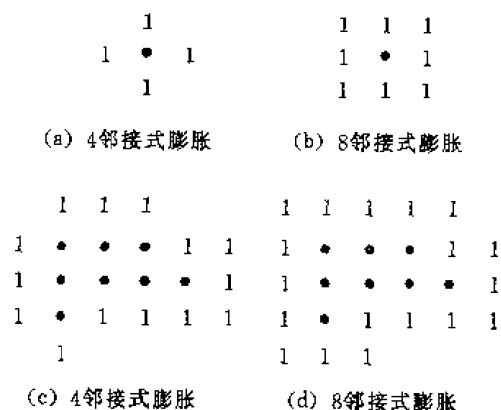 1
1 • 1
1
(a) 4邻接式膨胀
1 1 1
1 • 1
1 1 1
(b) 8邻接式膨胀
1 1 1
1 • • • 1 1
1 • • • • 1
1 • 1 1 1 1
1
(c) 4邻接式膨胀
1 1 1 1 1
1 • • • 1 1
1 • • • • 1
1 • 1 1 1 1
1 1 1
(d) 8邻接式膨胀